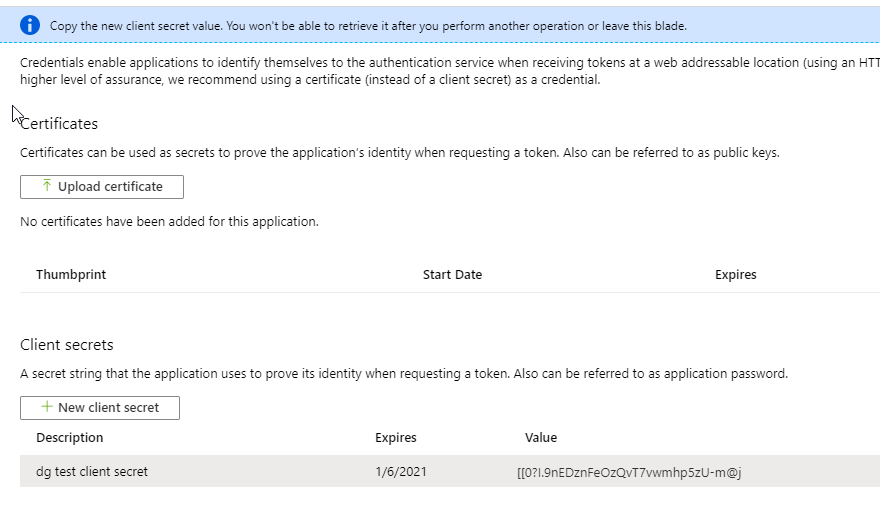 Copy the new client secret value. You won't be able to retrieve it after you perform another operation or leave this blade.
Credentials enable applications to identify themselves to the authentication service when receiving tokens at a web addressable location (using an HTT
higher level of assurance, we recommend using a certificate (instead of a client secret) as a credential.
Certificates
Certificates can be used as secrets to prove the application's identity when requesting a token. Also can be referred to as public keys.
Upload certificate
No certificates have been added for this application.
Thumbprint Start Date Expires
Client secrets
A secret string that the application uses to prove its identity when requesting a token. Also can be referred to as application password.
New client secret
Description Expires Value
dg test client secret 1/6/2021 [[0?I.9nEDznFeOzQvT7vwmhp5zU-m@j